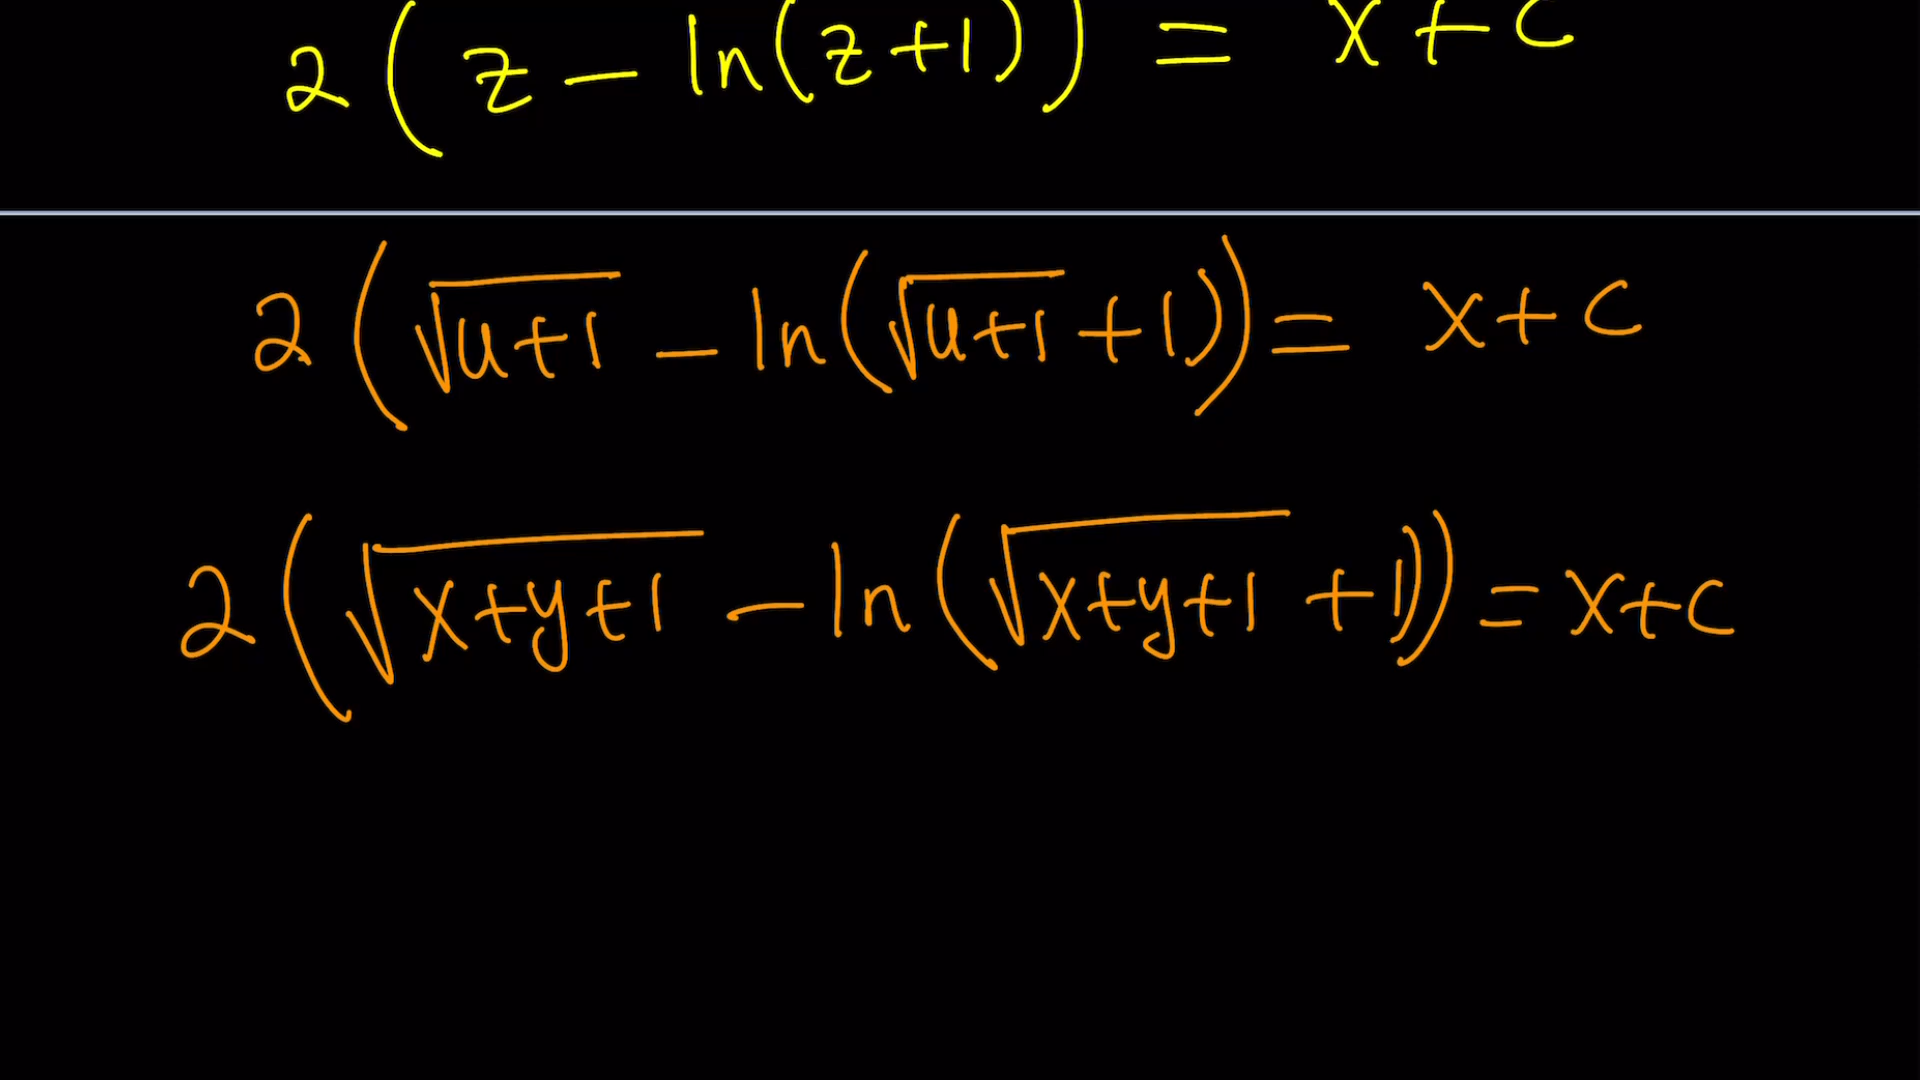 2(z − ln(z+1)) = x + c
2(√(u+1) − ln(√(u+1) + 1)) = x + c
2(√(x+y+1) − ln(√(x+y+1) + 1)) = x + c